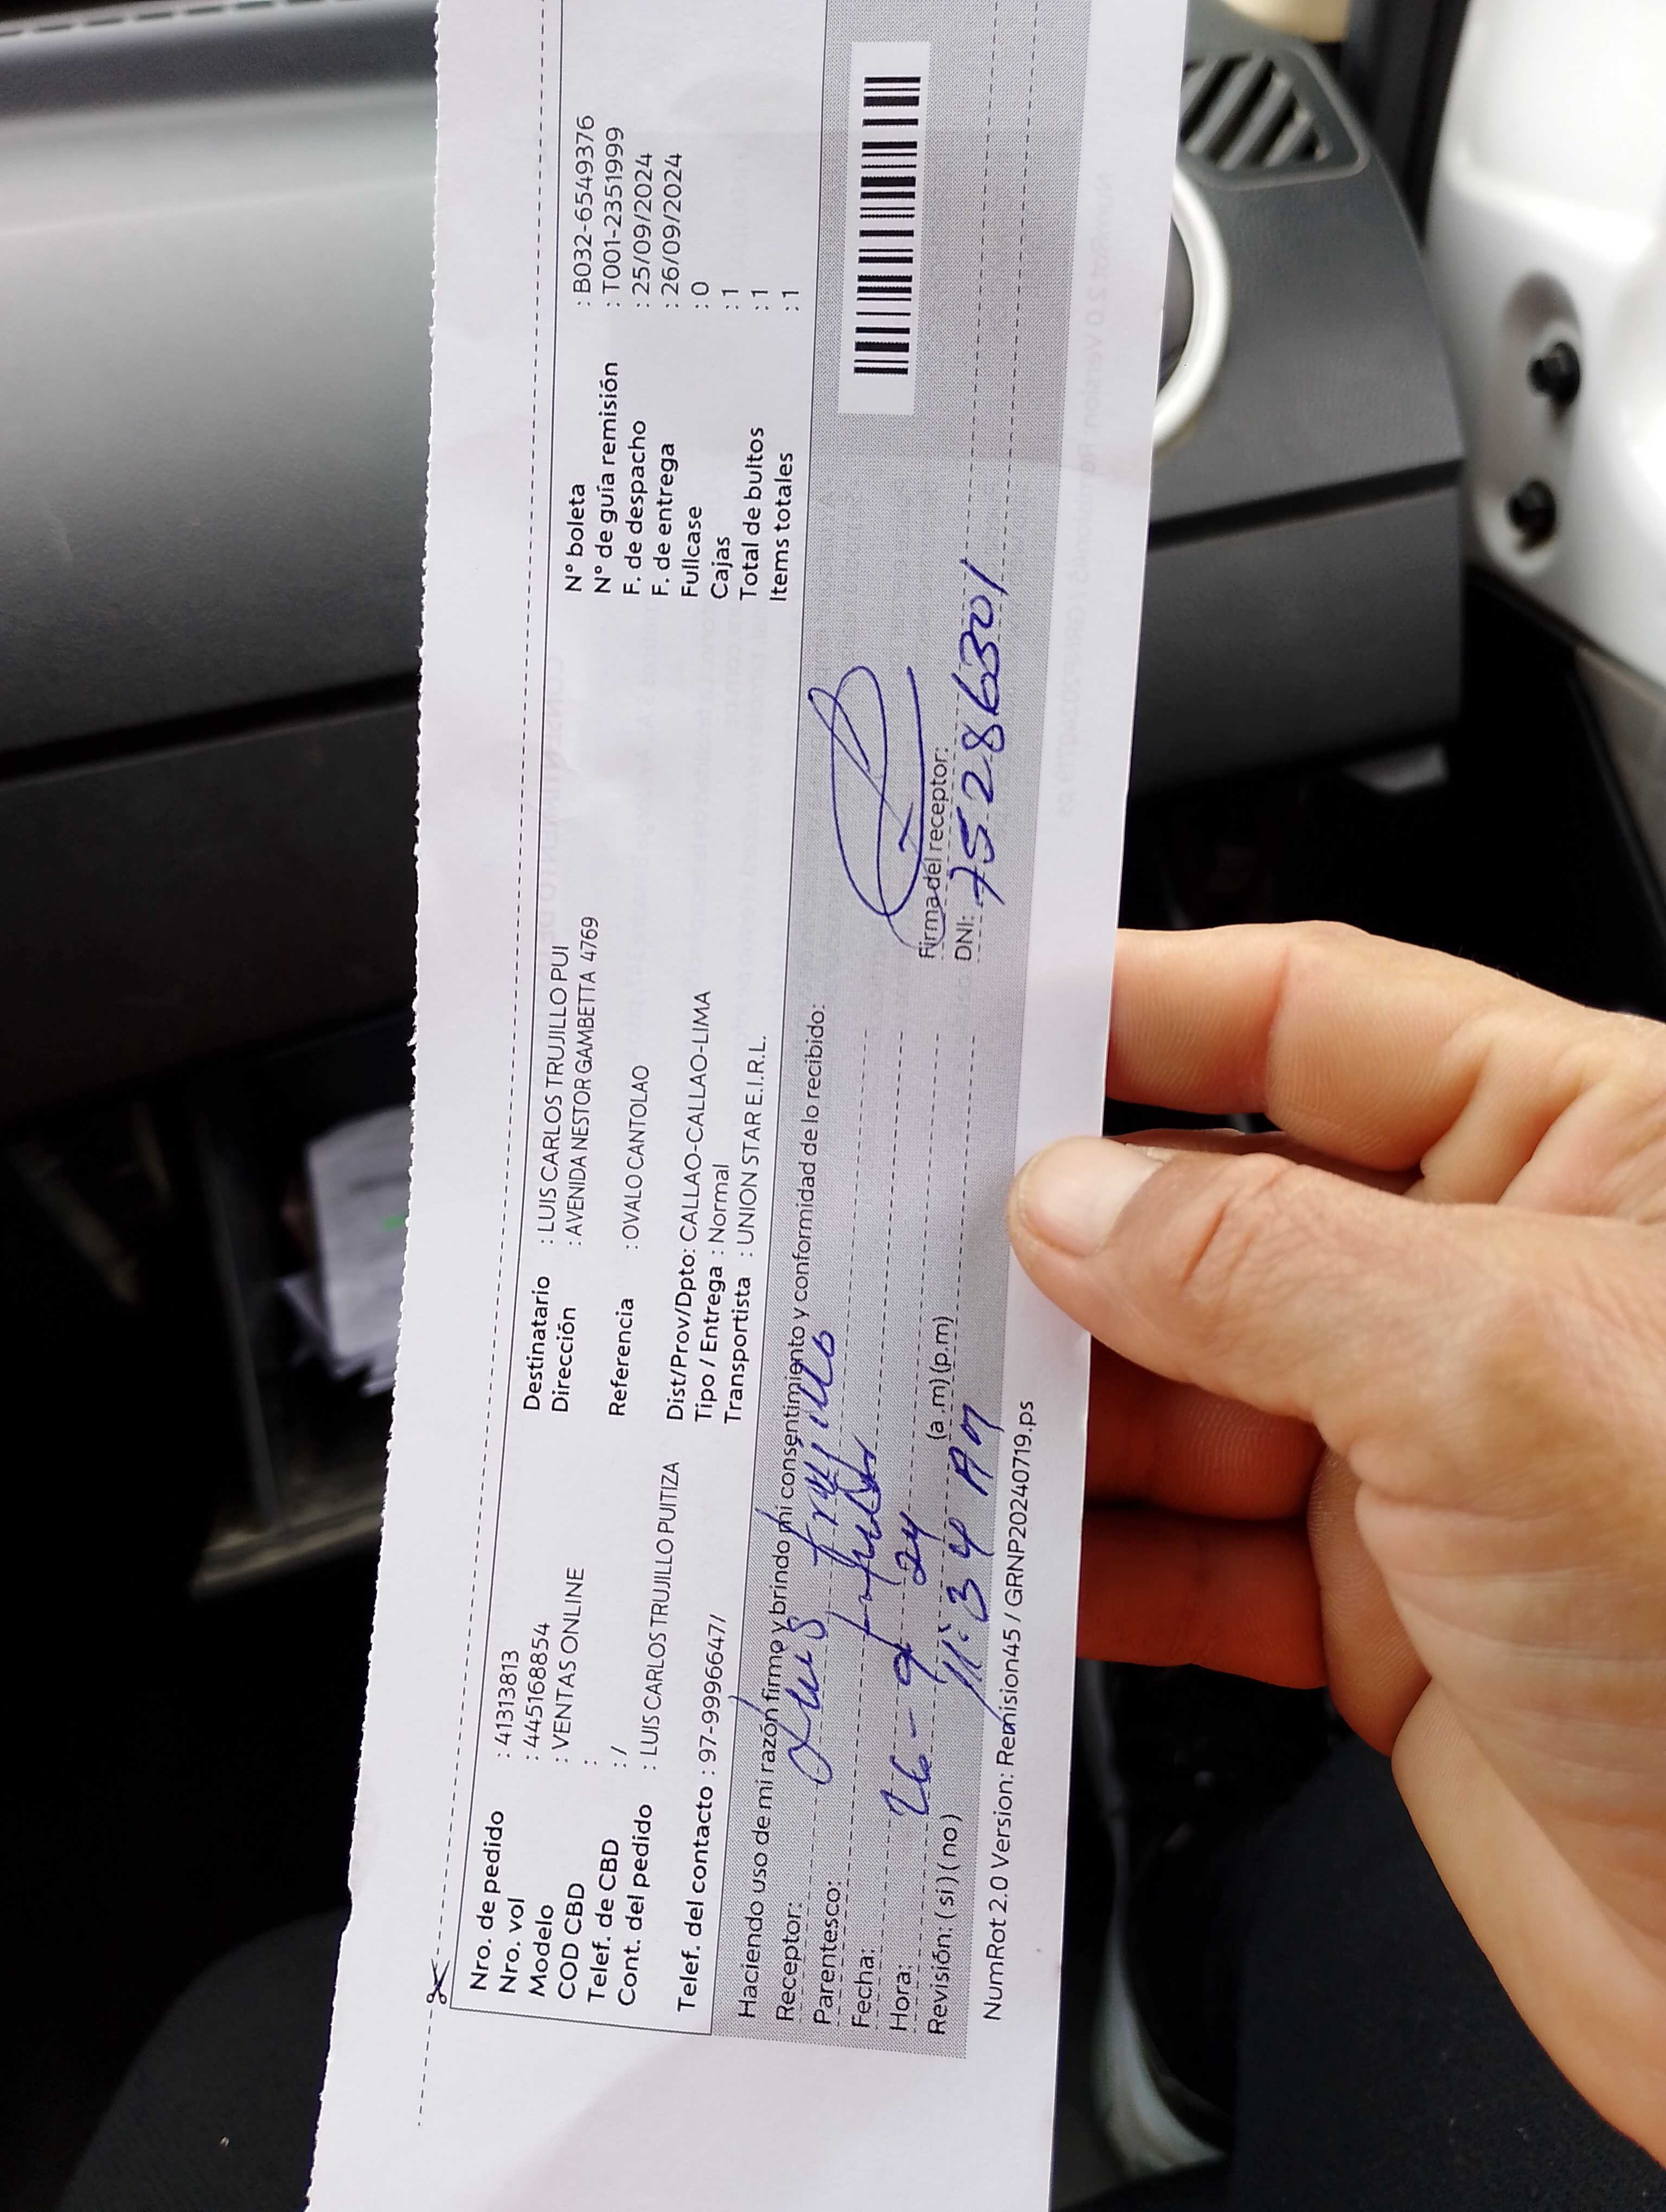 Nro. de pedido : 41313813
Nro. vol : 445168854
Modelo : VENTAS ONLINE
COD CBD :
Telef. de CBD : /
Cont. del pedido : LUIS CARLOS TRUJILLO PUITIZA
Telef. del contacto : 97-9996647/
Destinatario : LUIS CARLOS TRUJILLO PUI
Dirección : AVENIDA NESTOR GAMBETTA 4769
Referencia : OVALO CANTOLAO
Dist/Prov/Dpto: CALLAO-CALLAO-LIMA
Tipo / Entrega : Normal
Transportista : UNION STAR E.I.R.L.
N° boleta : B032-6549376
N° de guía remisión : T001-2351999
F. de despacho : 25/09/2024
F. de entrega : 26/09/2024
Fullcase : 0
Cajas : 1
Total de bultos : 1
Items totales : 1
Haciendo uso de mi razón firmo y brindo mi consentimiento y conformidad de lo recibido:
Receptor: Luis Trujillo
Parentesco:
Fecha: 26-9-24
Hora: 11:34 AM (a.m)(p.m)
Revisión: (si) (no)
Firma del receptor:
DNI: 75286301
NumRot 2.0 Version: Remision45 / GRNP20240719.ps